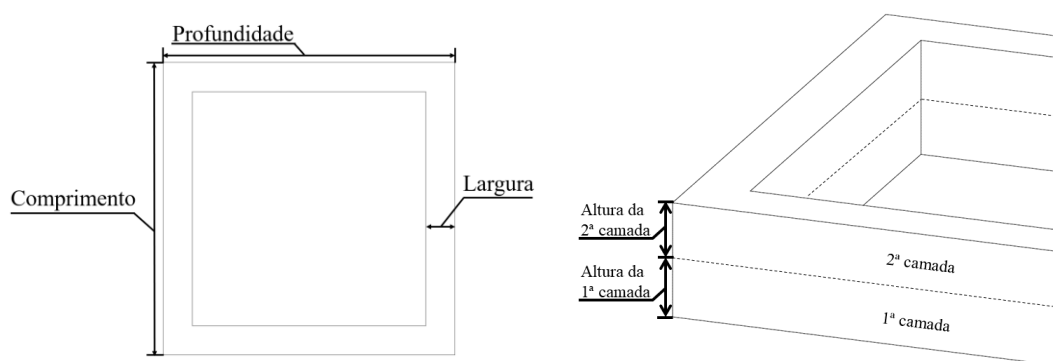 Profundidade
Comprimento
Largura
Altura da
2ª camada
Altura da
1ª camada
2ª camada
1ª camada